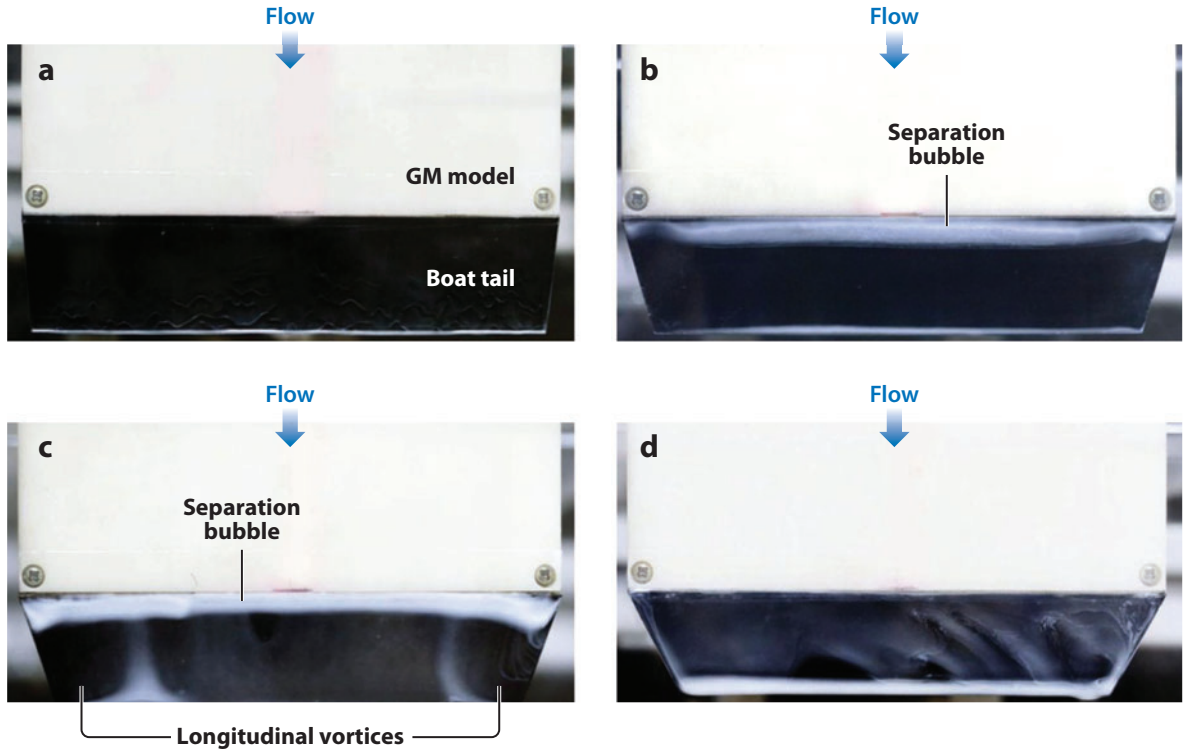 Flow
a
GM model
Boat tail
Flow
b
Separation
bubble
Flow
c
Separation
bubble
Longitudinal vortices
Flow
d